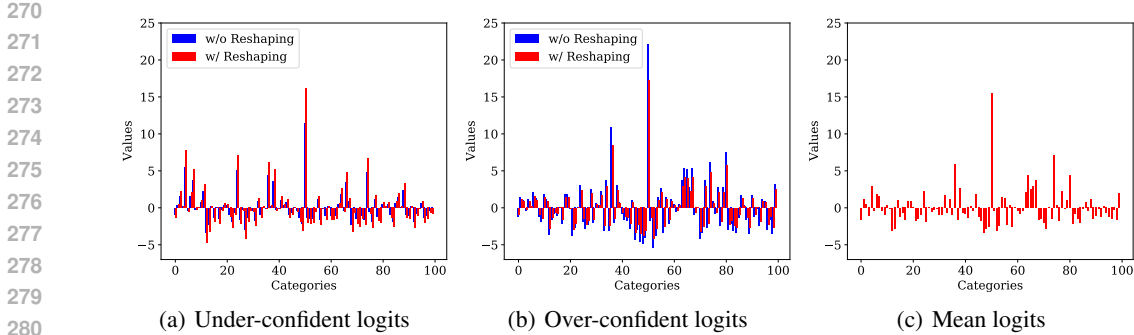 270
271
272
273
274
275
276
277
278
279
280
25
20
15
10
5
0
−5
Values
0 20 40 60 80 100
Categories
w/o Reshaping
w/ Reshaping
(a) Under-confident logits
25
20
15
10
5
0
−5
Values
0 20 40 60 80 100
Categories
w/o Reshaping
w/ Reshaping
(b) Over-confident logits
25
20
15
10
5
0
−5
Values
0 20 40 60 80 100
Categories
(c) Mean logits